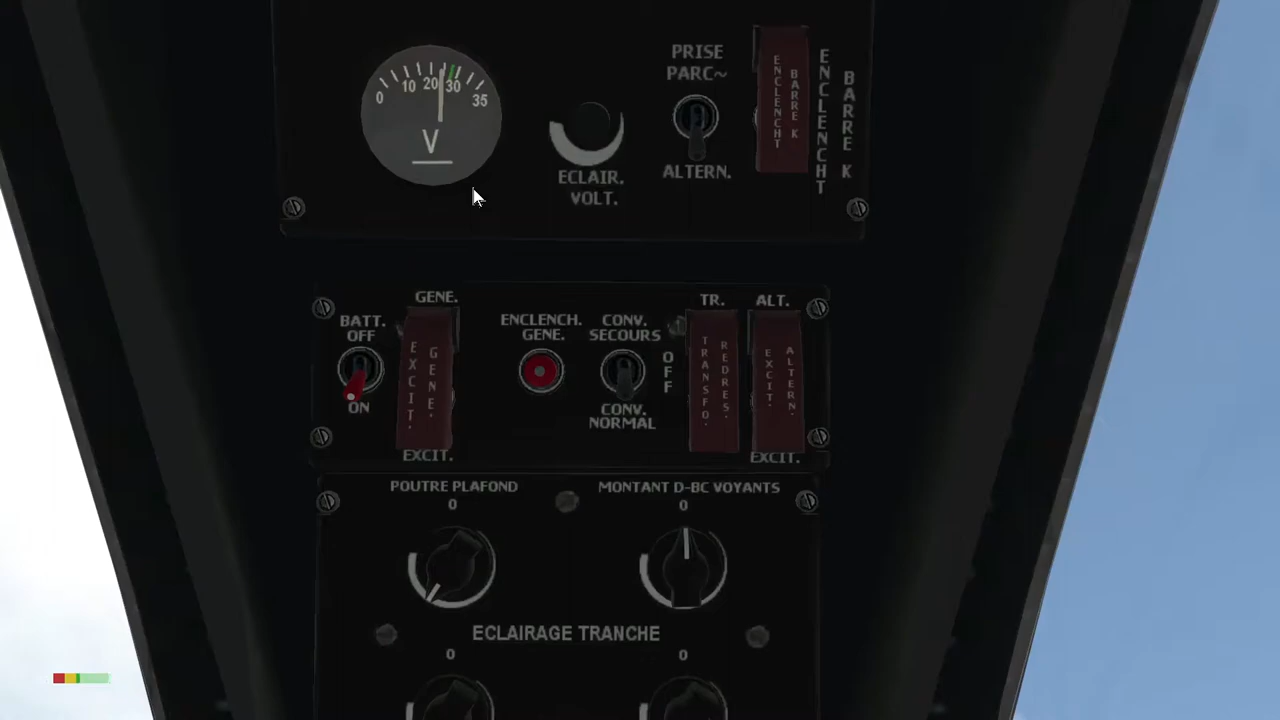 0 10 20 30 35
V
ECLAIR.
VOLT.
PRISE
PARC~
ALTERN.
ENCLENCHT
BARRE K
ENCLENCHT
BARRE K
BATT.
OFF
ON
GENE.
EXCIT.
GENE.
EXCIT.
ENCLENCH.
GENE.
CONV.
SECOURS
OFF
CONV.
NORMAL
TR.
TRANSFO.
REDRES.
ALT.
EXCIT.
ALTERN.
EXCIT.
POUTRE PLAFOND
0
MONTANT D-BC VOYANTS
0
ECLAIRAGE TRANCHE
0
0